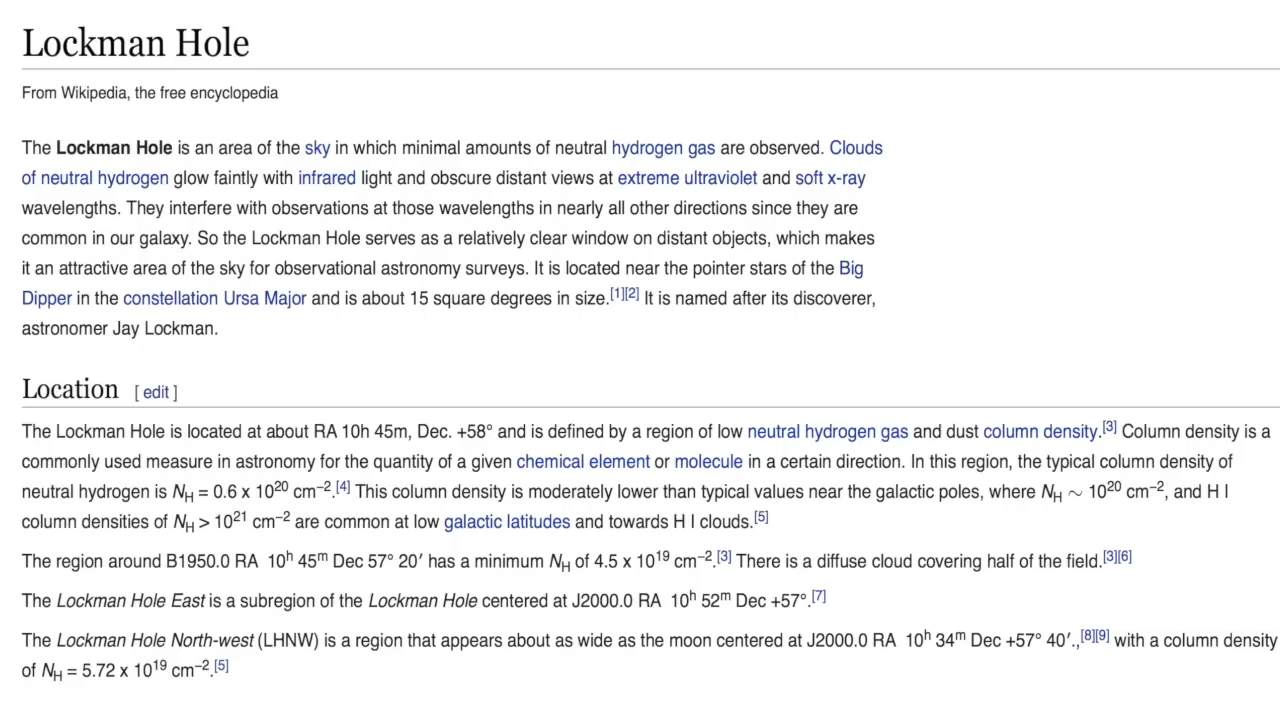 Lockman Hole
From Wikipedia, the free encyclopedia
The Lockman Hole is an area of the sky in which minimal amounts of neutral hydrogen gas are observed. Clouds
of neutral hydrogen glow faintly with infrared light and obscure distant views at extreme ultraviolet and soft x-ray
wavelengths. They interfere with observations at those wavelengths in nearly all other directions since they are
common in our galaxy. So the Lockman Hole serves as a relatively clear window on distant objects, which makes
it an attractive area of the sky for observational astronomy surveys. It is located near the pointer stars of the Big
Dipper in the constellation Ursa Major and is about 15 square degrees in size.[1][2] It is named after its discoverer,
astronomer Jay Lockman.
Location [ edit ]
The Lockman Hole is located at about RA 10h 45m, Dec. +58° and is defined by a region of low neutral hydrogen gas and dust column density.[3] Column density is a
commonly used measure in astronomy for the quantity of a given chemical element or molecule in a certain direction. In this region, the typical column density of
neutral hydrogen is N_H = 0.6 x 10²⁰ cm⁻².[4] This column density is moderately lower than typical values near the galactic poles, where N_H ∼ 10²⁰ cm⁻², and H I
column densities of N_H > 10²¹ cm⁻² are common at low galactic latitudes and towards H I clouds.[5]
The region around B1950.0 RA 10ʰ 45ᵐ Dec 57° 20′ has a minimum N_H of 4.5 x 10¹⁹ cm⁻².[3] There is a diffuse cloud covering half of the field.[3][6]
The Lockman Hole East is a subregion of the Lockman Hole centered at J2000.0 RA 10ʰ 52ᵐ Dec +57°.[7]
The Lockman Hole North-west (LHNW) is a region that appears about as wide as the moon centered at J2000.0 RA 10ʰ 34ᵐ Dec +57° 40′.,[8][9] with a column density
of N_H = 5.72 x 10¹⁹ cm⁻².[5]